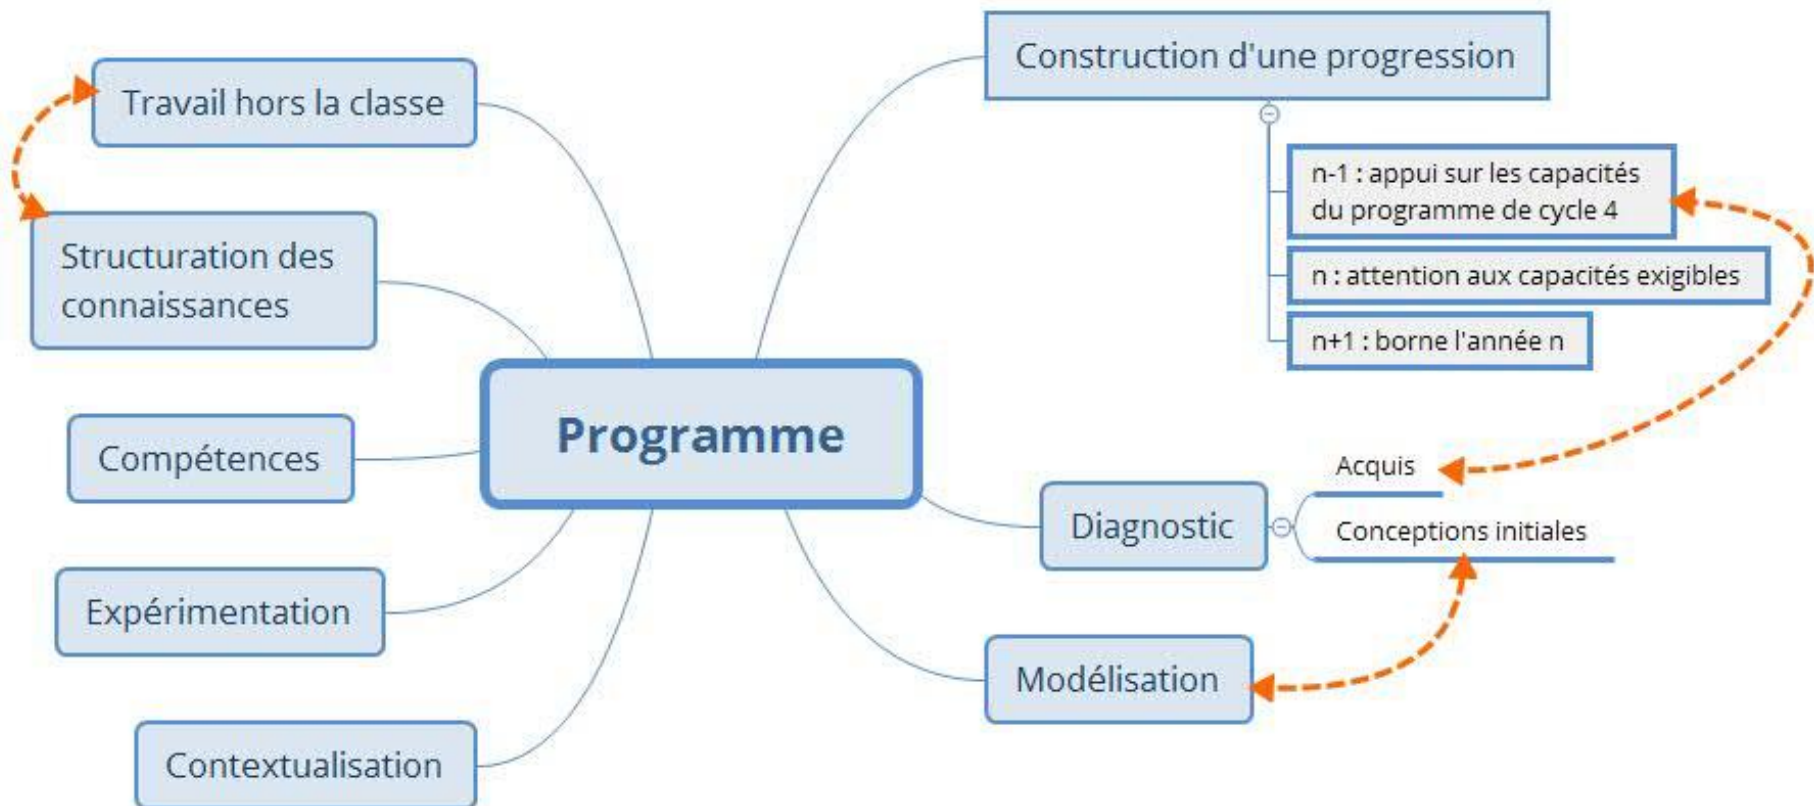 Construction d'une progression
Travail hors la classe
n-1 : appui sur les capacités
du programme de cycle 4
Structuration des
connaissances
n : attention aux capacités exigibles
n+1 : borne l'année n
Programme
Compétences
Acquis
Diagnostic
Conceptions initiales
Expérimentation
Modélisation
Contextualisation